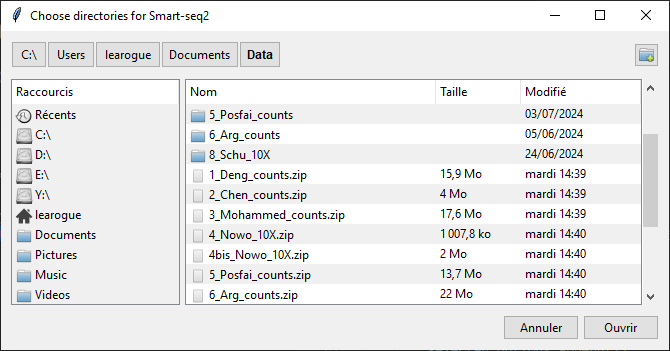 Choose directories for Smart-seq2
C:\ Users learogue Documents Data
Raccourcis
Récents
C:\
D:\
E:\
Y:\
learogue
Documents
Pictures
Music
Videos
Nom Taille Modifié
5_Posfai_counts 03/07/2024
6_Arg_counts 05/06/2024
8_Schu_10X 24/06/2024
1_Deng_counts.zip 15,9 Mo mardi 14:39
2_Chen_counts.zip 4 Mo mardi 14:39
3_Mohammed_counts.zip 17,6 Mo mardi 14:39
4_Nowo_10X.zip 1 007,8 ko mardi 14:40
4bis_Nowo_10X.zip 2 Mo mardi 14:40
5_Posfai_counts.zip 13,7 Mo mardi 14:40
6_Arg_counts.zip 22 Mo mardi 14:40
Annuler Ouvrir